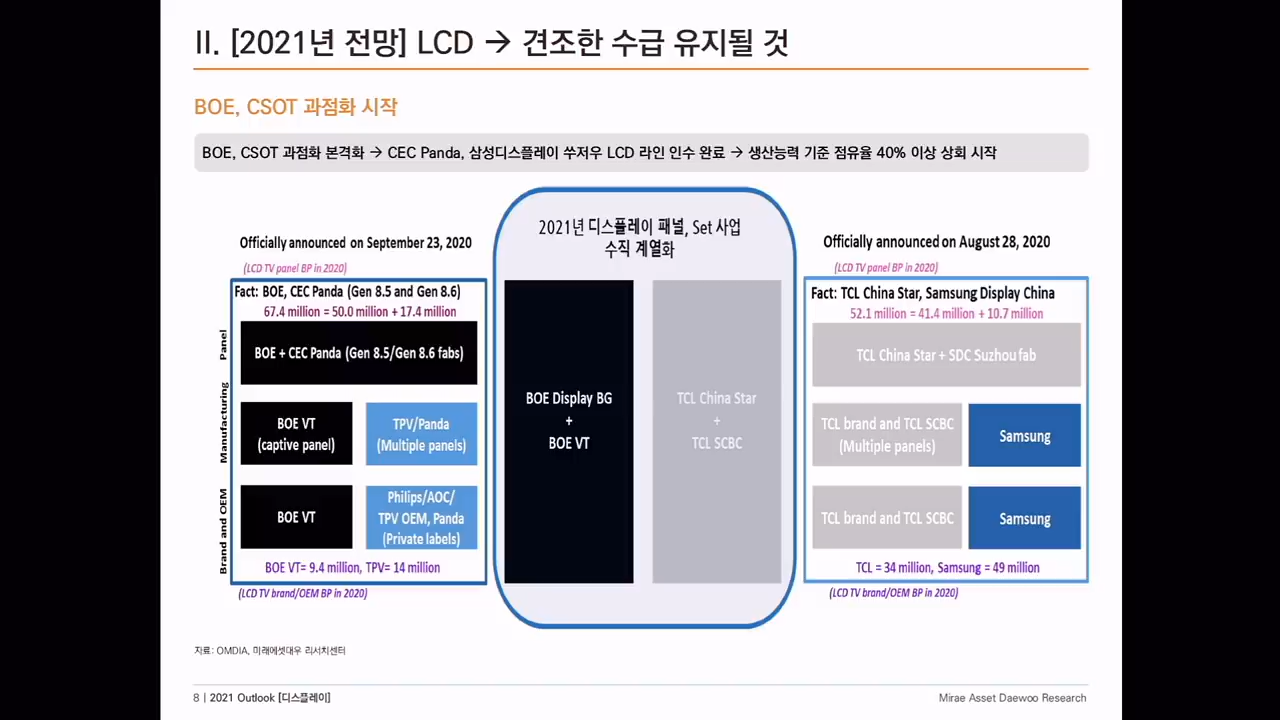 II. [2021년 전망] LCD → 견조한 수급 유지될 것
BOE, CSOT 과점화 시작
BOE, CSOT 과점화 본격화 → CEC Panda, 삼성디스플레이 쑤저우 LCD 라인 인수 완료 → 생산능력 기준 점유율 40% 이상 상회 시작
Officially announced on September 23, 2020
(LCD TV panel BP in 2020)
Fact: BOE, CEC Panda (Gen 8.5 and Gen 8.6)
67.4 million = 50.0 million + 17.4 million
Panel
BOE + CEC Panda (Gen 8.5/Gen 8.6 fabs)
Manufacturing
BOE VT
(captive panel)
TPV/Panda
(Multiple panels)
Brand and OEM
BOE VT
Philips/AOC/
TPV OEM, Panda
(Private labels)
BOE VT= 9.4 million, TPV= 14 million
(LCD TV brand/OEM BP in 2020)
2021년 디스플레이 패널, Set 사업
수직 계열화
BOE Display BG
+
BOE VT
TCL China Star
+
TCL SCBC
Officially announced on August 28, 2020
(LCD TV panel BP in 2020)
Fact: TCL China Star, Samsung Display China
52.1 million = 41.4 million + 10.7 million
TCL China Star + SDC Suzhou fab
TCL brand and TCL SCBC
(Multiple panels)
Samsung
TCL brand and TCL SCBC
Samsung
TCL = 34 million, Samsung = 49 million
(LCD TV brand/OEM BP in 2020)
자료: OMDIA, 미래에셋대우 리서치센터
8 | 2021 Outlook [디스플레이]
Mirae Asset Daewoo Research